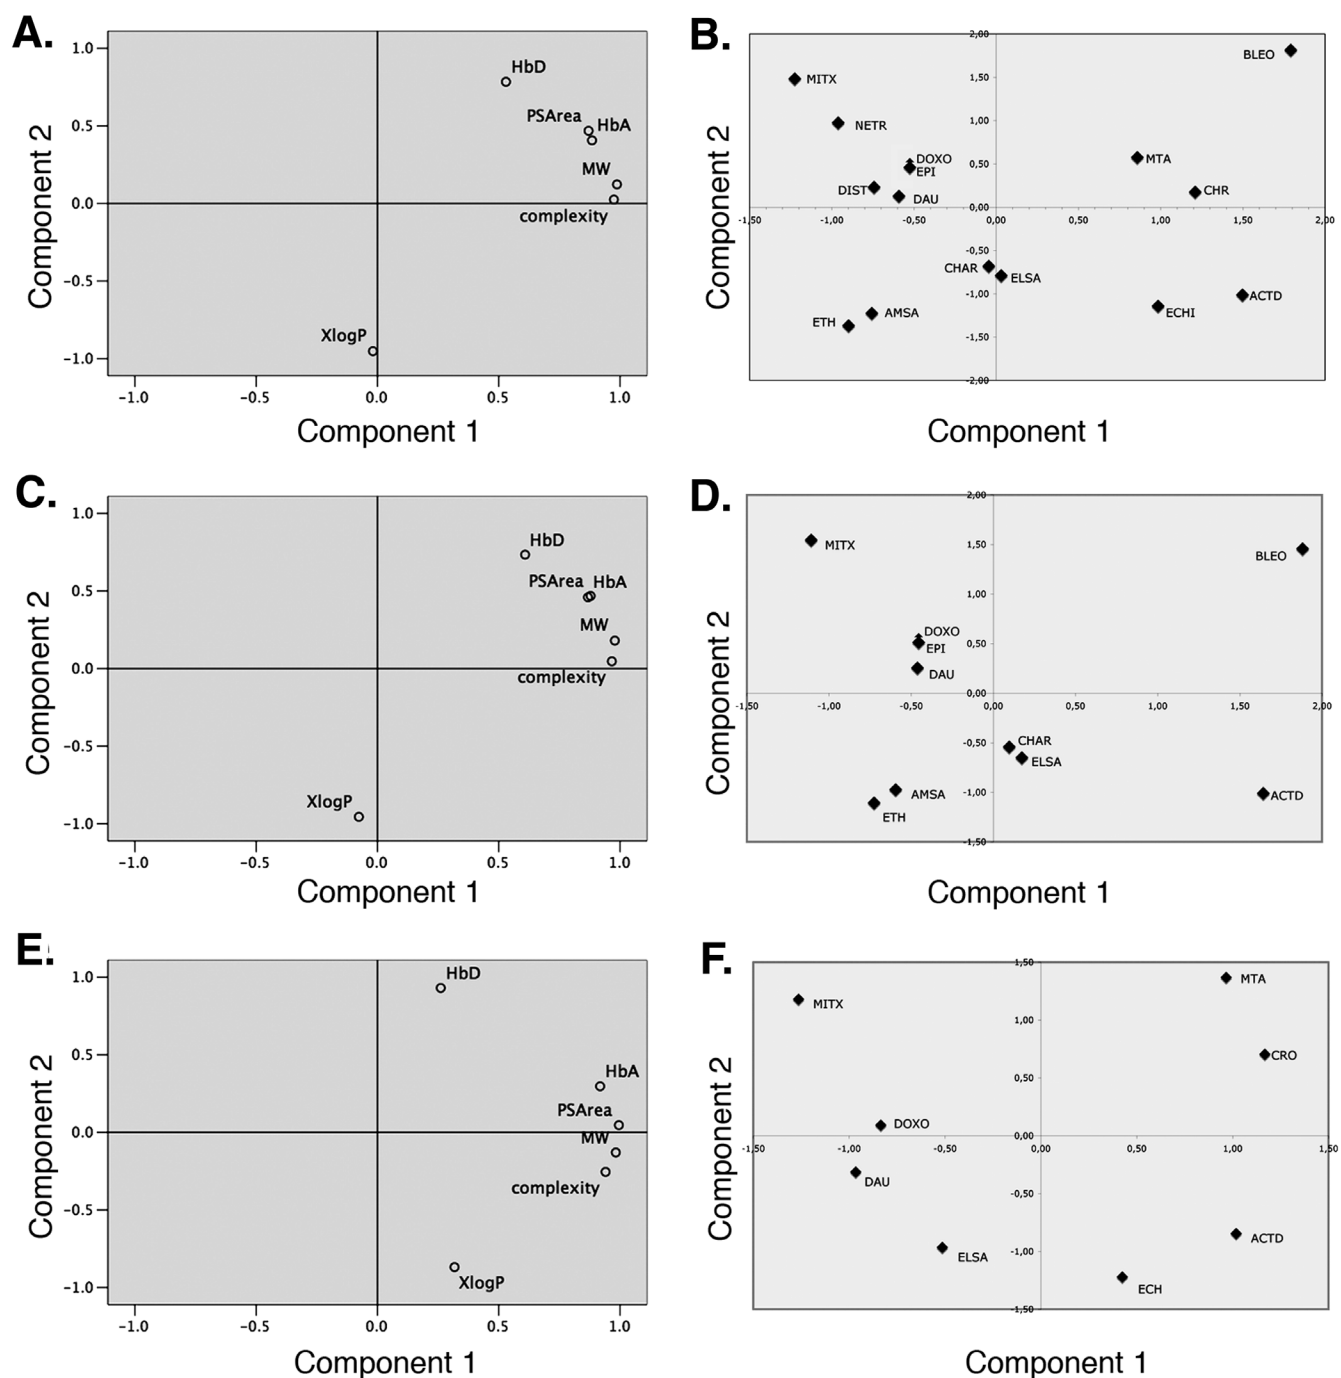 A.
Component 2
1.0
0.5
0.0
−0.5
−1.0
HbD
PSArea HbA
MW
complexity
XlogP
−1.0 −0.5 0.0 0.5 1.0
Component 1
B.
Component 2
2,00
1,50
1,00
0,50
0,00
-0,50
-1,00
-1,50
-2,00
BLEO
MITX
NETR
DOXO
EPI
MTA
DIST
DAU
CHR
-1,50 -1,00 -0,50 0,00 0,50 1,00 1,50 2,00
CHAR
ELSA
ACTD
ECHI
AMSA
ETH
Component 1
C.
Component 2
1.0
0.5
0.0
−0.5
−1.0
HbD
PSArea HbA
MW
complexity
XlogP
−1.0 −0.5 0.0 0.5 1.0
Component 1
D.
Component 2
2,00
1,50
1,00
0,50
0,00
-0,50
-1,00
-1,50
MITX
BLEO
DOXO
EPI
DAU
-1,50 -1,00 -0,50 0,00 0,50 1,00 1,50 2,00
CHAR
ELSA
AMSA
ACTD
ETH
Component 1
E.
Component 2
1.0
0.5
0.0
−0.5
−1.0
HbD
HbA
PSArea
MW
complexity
XlogP
−1.0 −0.5 0.0 0.5 1.0
Component 1
F.
Component 2
1,50
1,00
0,50
0,00
-0,50
-1,00
-1,50
MTA
MITX
CRO
DOXO
-1,50 -1,00 -0,50 0,00 0,50 1,00 1,50
DAU
ACTD
ELSA
ECH
Component 1